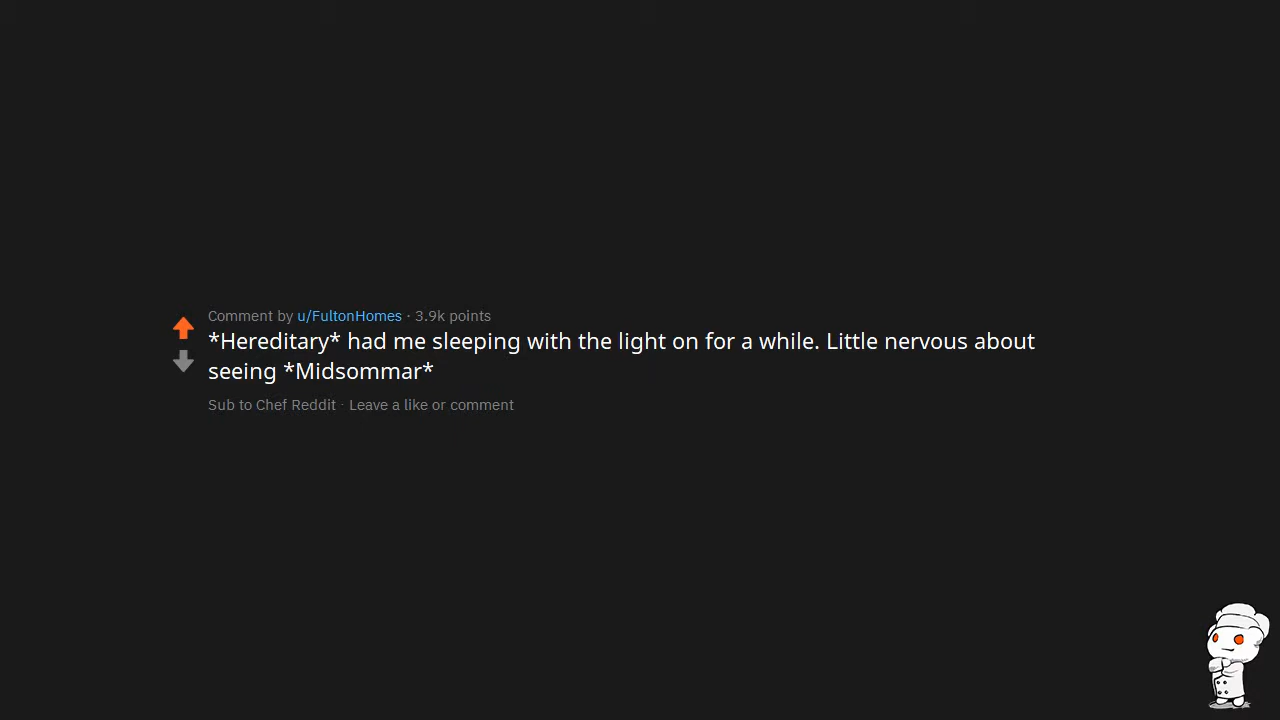 Comment by u/FultonHomes · 3.9k points
*Hereditary* had me sleeping with the light on for a while. Little nervous about
seeing *Midsommar*
Sub to Chef Reddit · Leave a like or comment